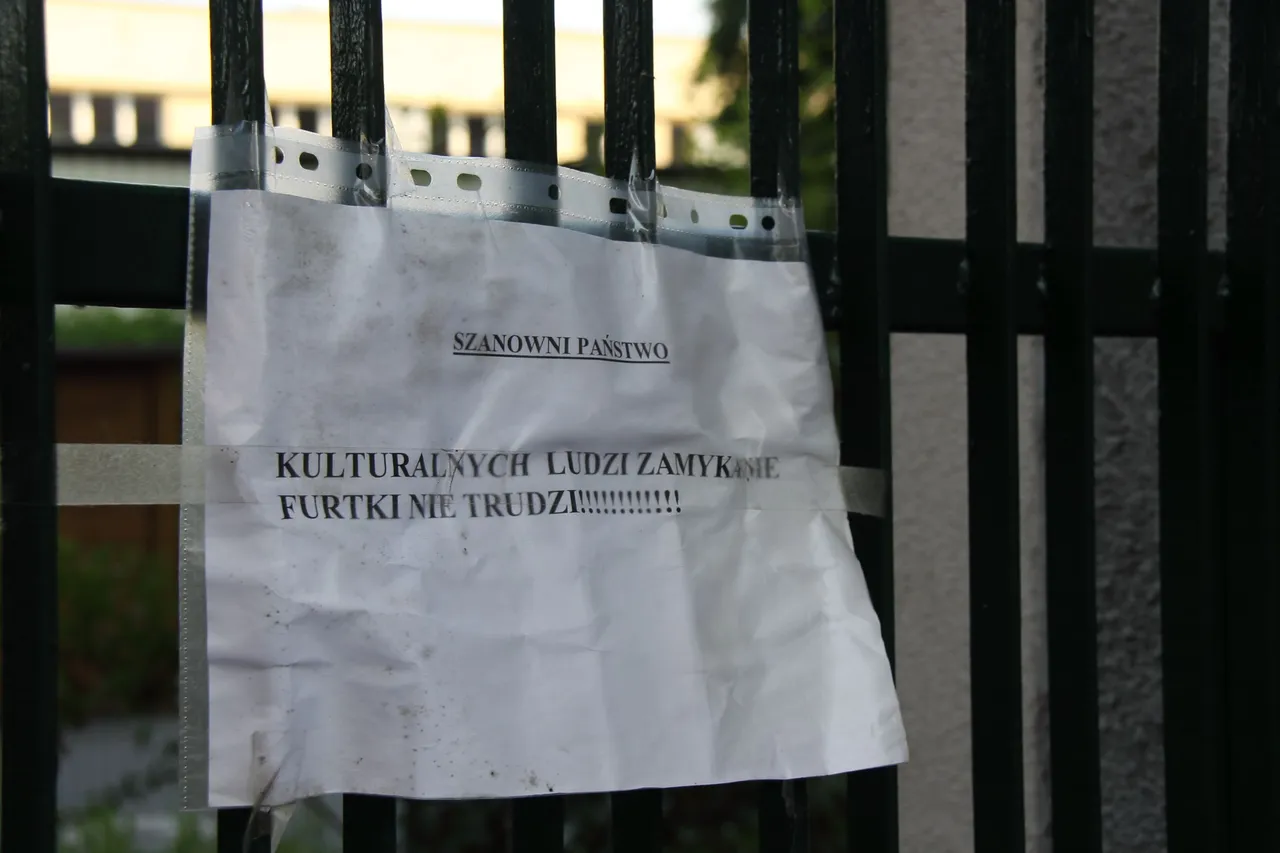 SZANOWNI PAŃSTWO
KULTURALNYCH LUDZI ZAMYKANIE
FURTKI NIE TRUDZI!!!!!!!!!!!!